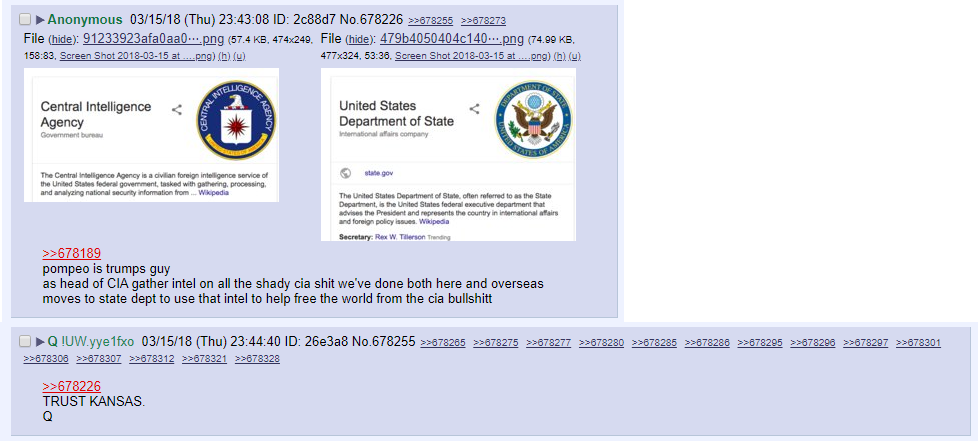 Anonymous 03/15/18 (Thu) 23:43:08 ID: 2c88d7 No.678226 >>678255 >>678273
File (hide): 91233923afa0aa0⋯.png (57.4 KB, 474x249, 158:83, Screen Shot 2018-03-15 at ….png) (h) (u)
File (hide): 479b4050404c140⋯.png (74.99 KB, 477x324, 53:36, Screen Shot 2018-03-15 at ….png) (h) (u)
Central Intelligence
Agency
Government bureau
CENTRAL INTELLIGENCE AGENCY
UNITED STATES OF AMERICA
The Central Intelligence Agency is a civilian foreign intelligence service of
the United States federal government, tasked with gathering, processing,
and analyzing national security information from ... Wikipedia
United States
Department of State
International affairs company
DEPARTMENT OF STATE
UNITED STATES OF AMERICA
state.gov
The United States Department of State, often referred to as the State
Department, is the United States federal executive department that
advises the President and represents the country in international affairs
and foreign policy issues. Wikipedia
Secretary: Rex W. Tillerson Trending
>>678189
pompeo is trumps guy
as head of CIA gather intel on all the shady cia shit we've done both here and overseas
moves to state dept to use that intel to help free the world from the cia bullshitt
Q !UW.yye1fxo 03/15/18 (Thu) 23:44:40 ID: 26e3a8 No.678255 >>678265 >>678275 >>678277 >>678280 >>678285 >>678286 >>678295 >>678296 >>678297 >>678301
>>678306 >>678307 >>678312 >>678321 >>678328
>>678226
TRUST KANSAS.
Q